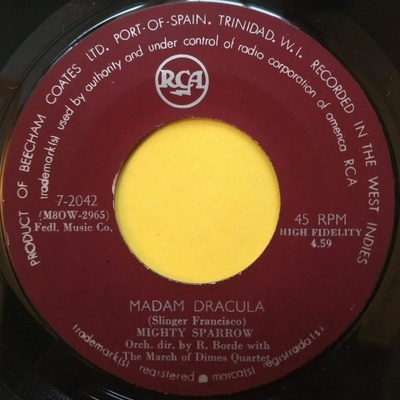 PRODUCT OF BEECHAM COATES LTD. PORT-OF-SPAIN. TRINIDAD, W.I. RECORDED IN THE WEST INDIES
trademark(s) used by authority and under control of radio corporation of america RCA
RCA
7-2042
(M8OW-2965)
Fedl. Music Co.
45 RPM
HIGH FIDELITY
4.59
MADAM DRACULA
(Slinger Francisco)
MIGHTY SPARROW
Orch. dir. by R. Borde with
The March of Dimes Quartet
trademark(s) registered • marca(s) registrada(s)